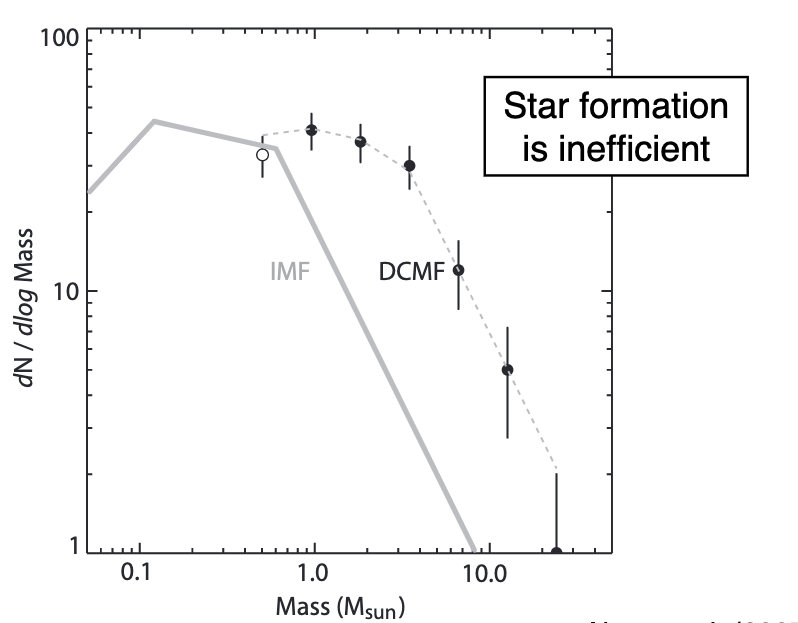 100
Star formation
is inefficient
dN / dlog Mass
IMF
DCMF
10
1
0.1
1.0
10.0
Mass (Msun)